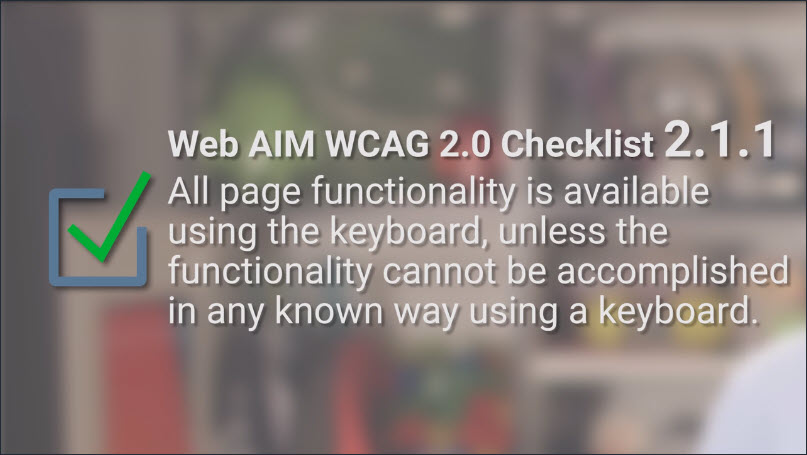 Web AIM WCAG 2.0 Checklist 2.1.1
All page functionality is available
using the keyboard, unless the
functionality cannot be accomplished
in any known way using a keyboard.